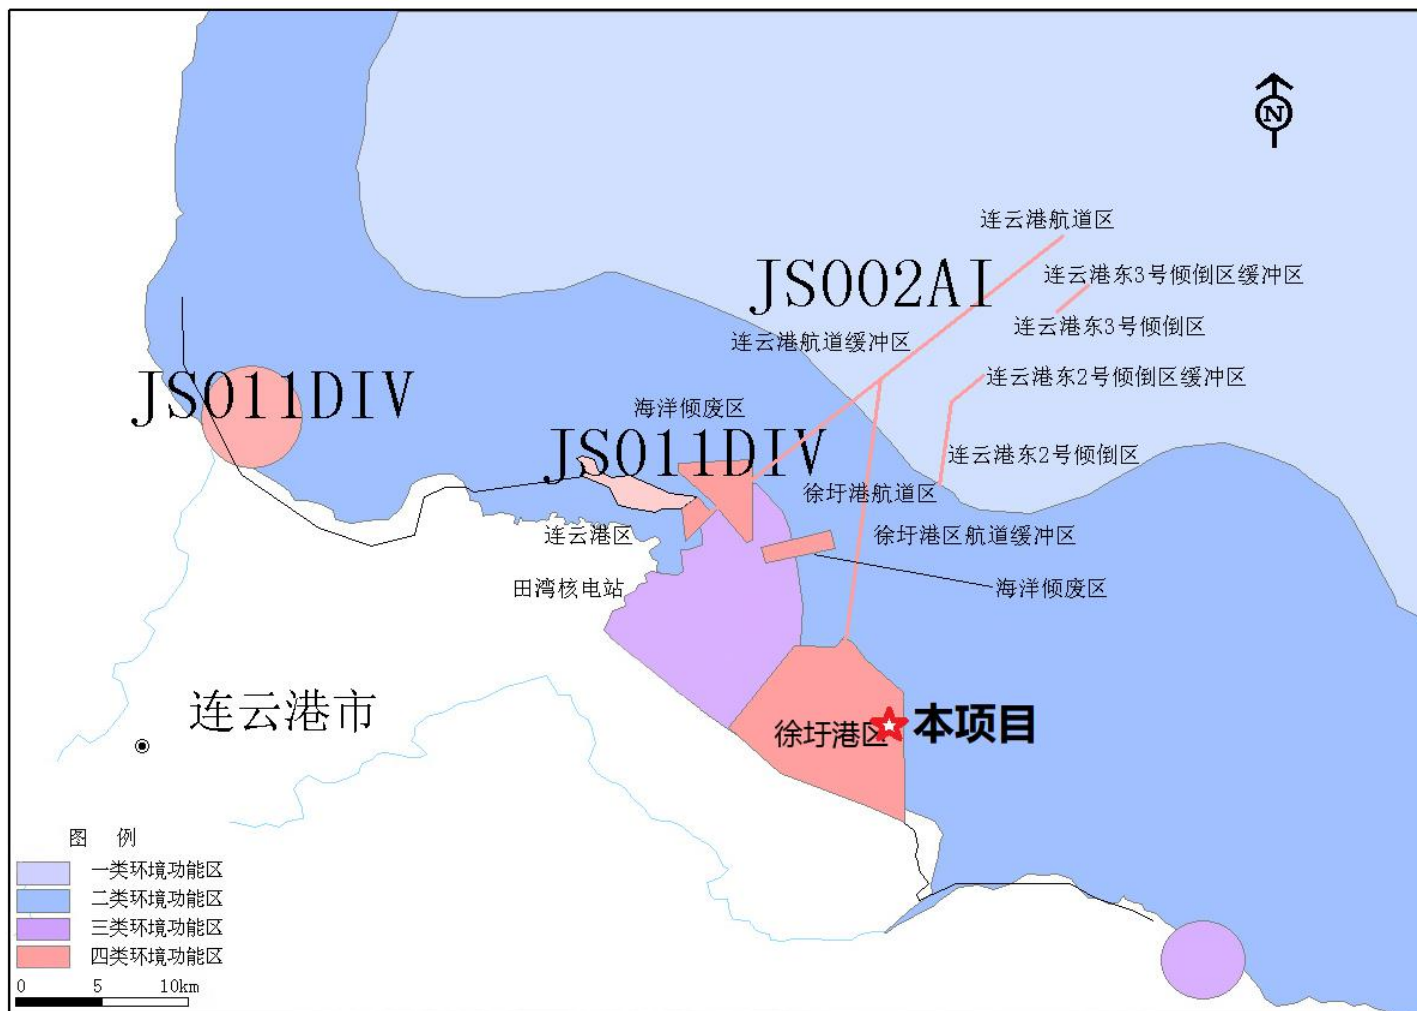 N
连云港航道区
JS002AI
连云港东3号倾倒区缓冲区
连云港东3号倾倒区
连云港航道缓冲区
连云港东2号倾倒区缓冲区
JS011DIV
海洋倾废区
JS011DIV
连云港东2号倾倒区
徐圩港航道区
连云港区
徐圩港区航道缓冲区
田湾核电站
海洋倾废区
连云港市
徐圩港区
本项目
图 例
一类环境功能区
二类环境功能区
三类环境功能区
四类环境功能区
0 5 10km